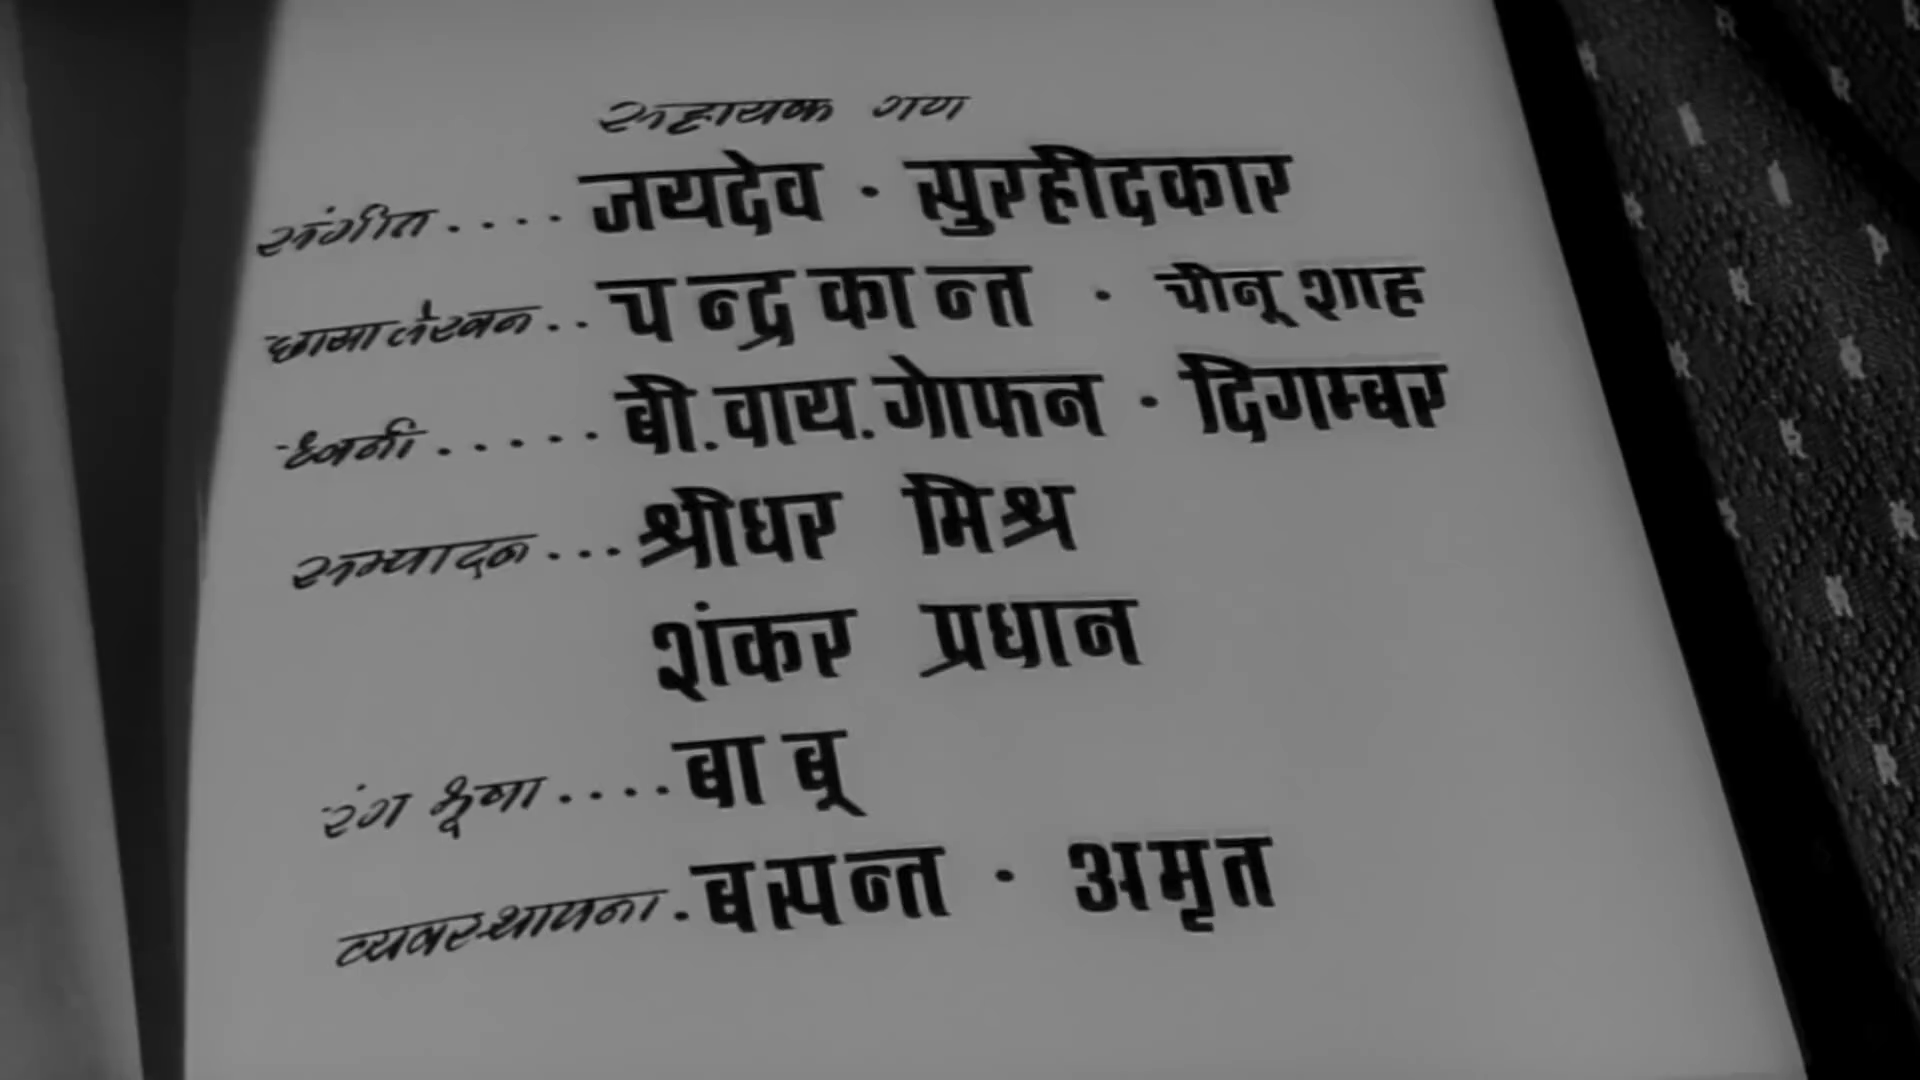 सहायक गण
संगीत .... जयदेव · सुरहीदकार
छाया लेखन .. चन्द्रकान्त · चीनू शाह
ध्वनी ..... बी.वाय.गोफन · दिगम्बर
सम्पादन ... श्रीधर मिश्र
शंकर प्रधान
रंग भूषा .... बाबू
व्यवस्थापना . बसन्त · अमृत